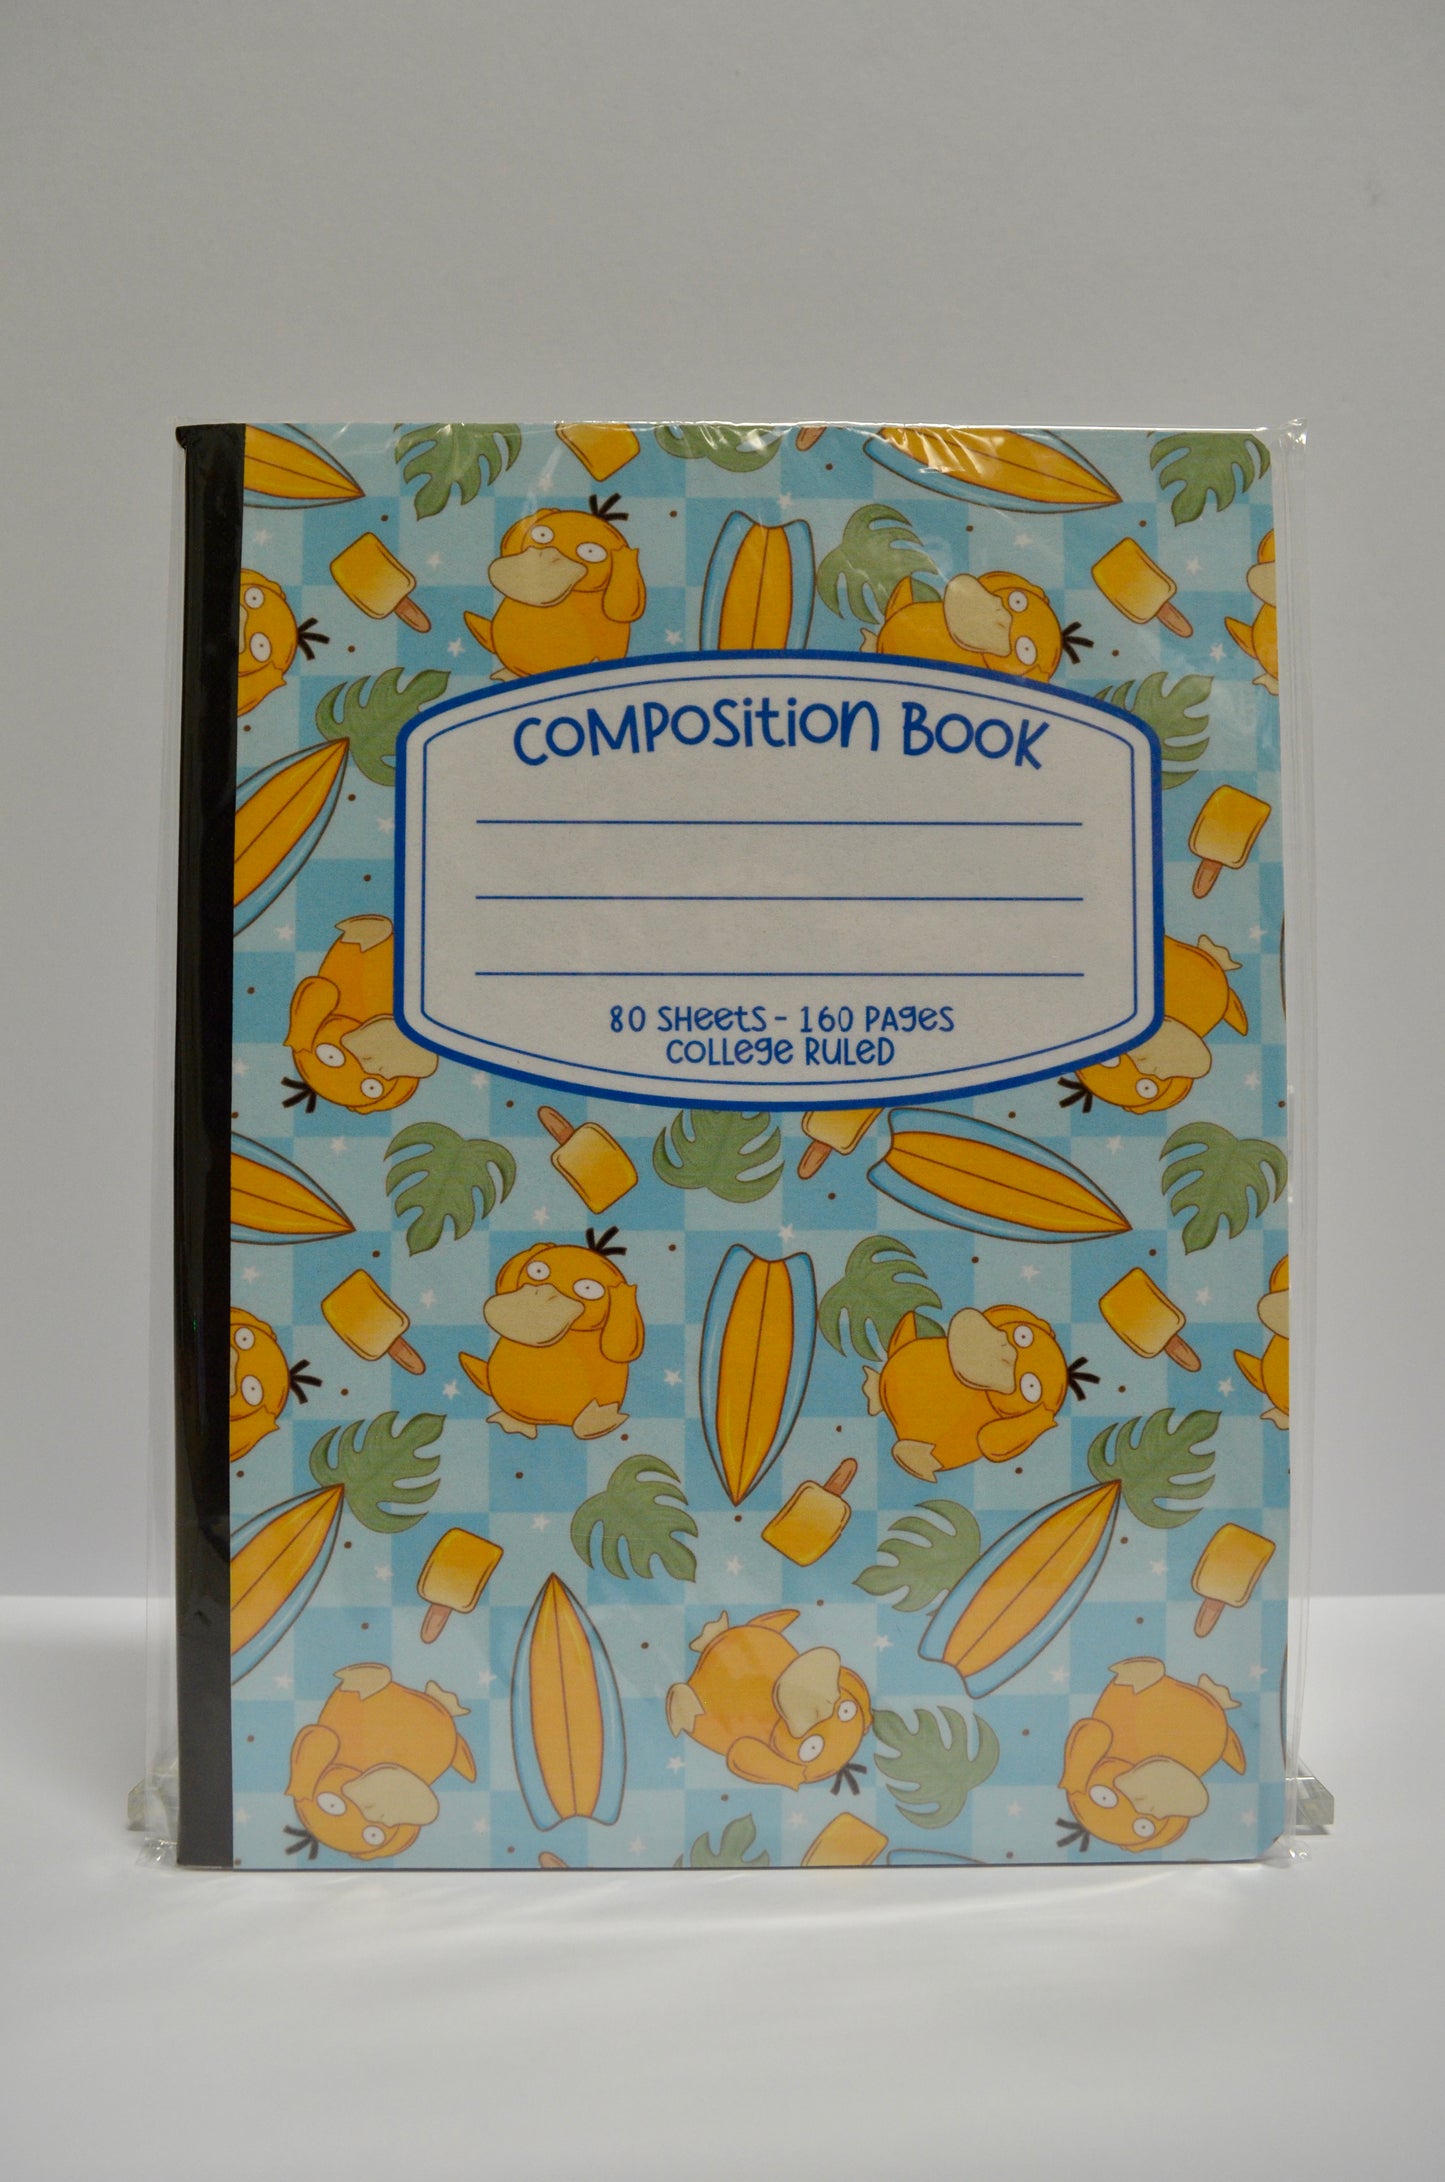 COMPOSition BOOK
80 SHeetS - 160 PAgeS
COLLege RULED